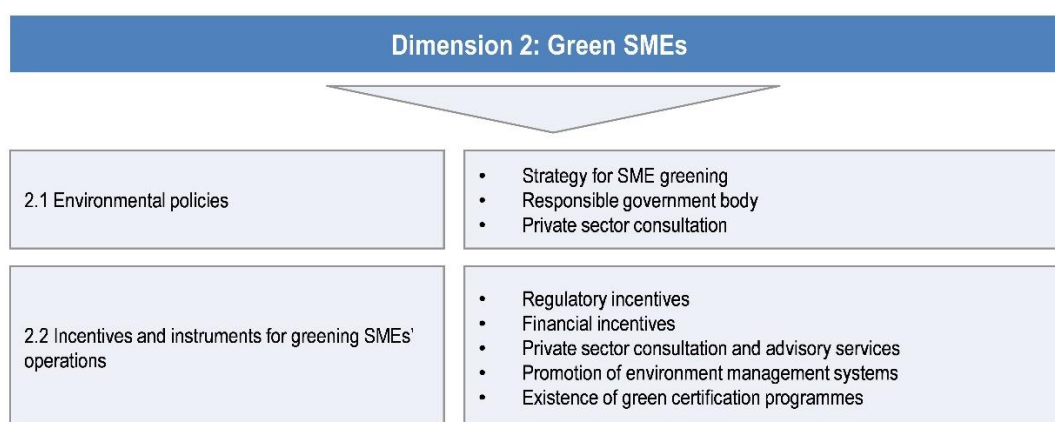 Dimension 2: Green SMEs
2.1 Environmental policies
• Strategy for SME greening
• Responsible government body
• Private sector consultation
2.2 Incentives and instruments for greening SMEs'
operations
• Regulatory incentives
• Financial incentives
• Private sector consultation and advisory services
• Promotion of environment management systems
• Existence of green certification programmes